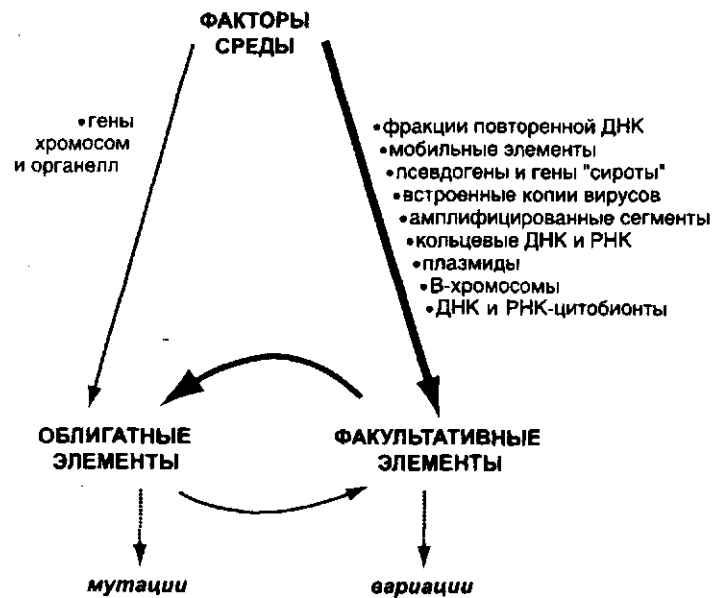 ФАКТОРЫ
СРЕДЫ
•гены
хромосом
и органелл
•фракции повторенной ДНК
•мобильные элементы
•псевдогены и гены "сироты"
•встроенные копии вирусов
•амплифицированные сегменты
•кольцевые ДНК и РНК
•плазмиды
•В-хромосомы
•ДНК и РНК-цитобионты
ОБЛИГАТНЫЕ
ЭЛЕМЕНТЫ
ФАКУЛЬТАТИВНЫЕ
ЭЛЕМЕНТЫ
мутации
вариации